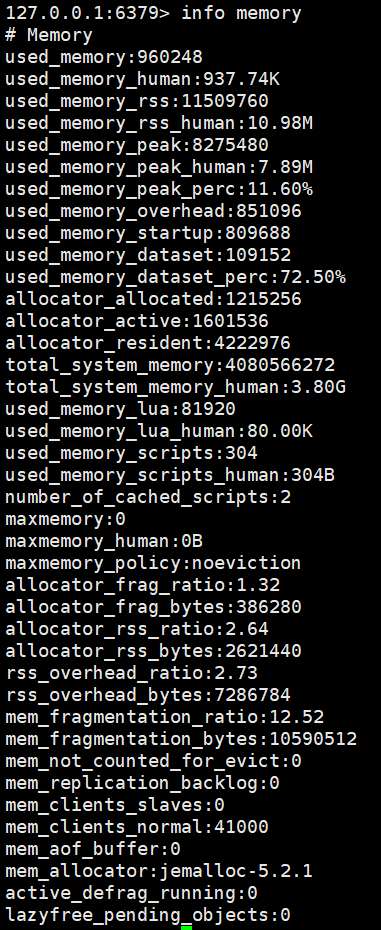 127.0.0.1:6379> info memory
# Memory
used_memory:960248
used_memory_human:937.74K
used_memory_rss:11509760
used_memory_rss_human:10.98M
used_memory_peak:8275480
used_memory_peak_human:7.89M
used_memory_peak_perc:11.60%
used_memory_overhead:851096
used_memory_startup:809688
used_memory_dataset:109152
used_memory_dataset_perc:72.50%
allocator_allocated:1215256
allocator_active:1601536
allocator_resident:4222976
total_system_memory:4080566272
total_system_memory_human:3.80G
used_memory_lua:81920
used_memory_lua_human:80.00K
used_memory_scripts:304
used_memory_scripts_human:304B
number_of_cached_scripts:2
maxmemory:0
maxmemory_human:0B
maxmemory_policy:noeviction
allocator_frag_ratio:1.32
allocator_frag_bytes:386280
allocator_rss_ratio:2.64
allocator_rss_bytes:2621440
rss_overhead_ratio:2.73
rss_overhead_bytes:7286784
mem_fragmentation_ratio:12.52
mem_fragmentation_bytes:10590512
mem_not_counted_for_evict:0
mem_replication_backlog:0
mem_clients_slaves:0
mem_clients_normal:41000
mem_aof_buffer:0
mem_allocator:jemalloc-5.2.1
active_defrag_running:0
lazyfree_pending_objects:0